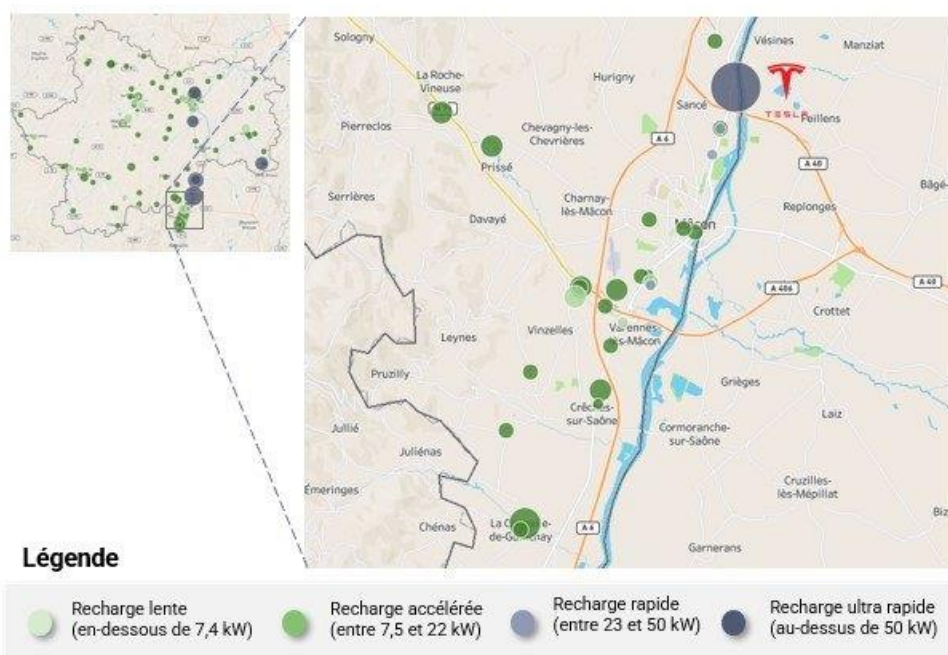 Sologny
Vésines
Manziat
La Roche-
Vineuse
Hurigny
Sancé
TESLA
Feillens
Pierreclos
Chevagny-les-
Chevrières
A 6
Prissé
A 40
Bâgé-
Serrières
Charnay-
lès-Mâcon
Replonges
Davayé
Mâcon
A 406
A 40
Crottet
Leynes
Vinzelles
Varennes-
lès-Mâcon
Pruzilly
Grièges
Crêches-
sur-Saône
Laiz
Jullié
Cormoranche-
sur-Saône
Juliénas
Émeringes
Cruzilles-
lès-Mépillat
Chénas
A 6
Biz
Garnerans
Légende
Recharge lente
(en-dessous de 7,4 kW)
Recharge accélérée
(entre 7,5 et 22 kW)
Recharge rapide
(entre 23 et 50 kW)
Recharge ultra rapide
(au-dessus de 50 kW)